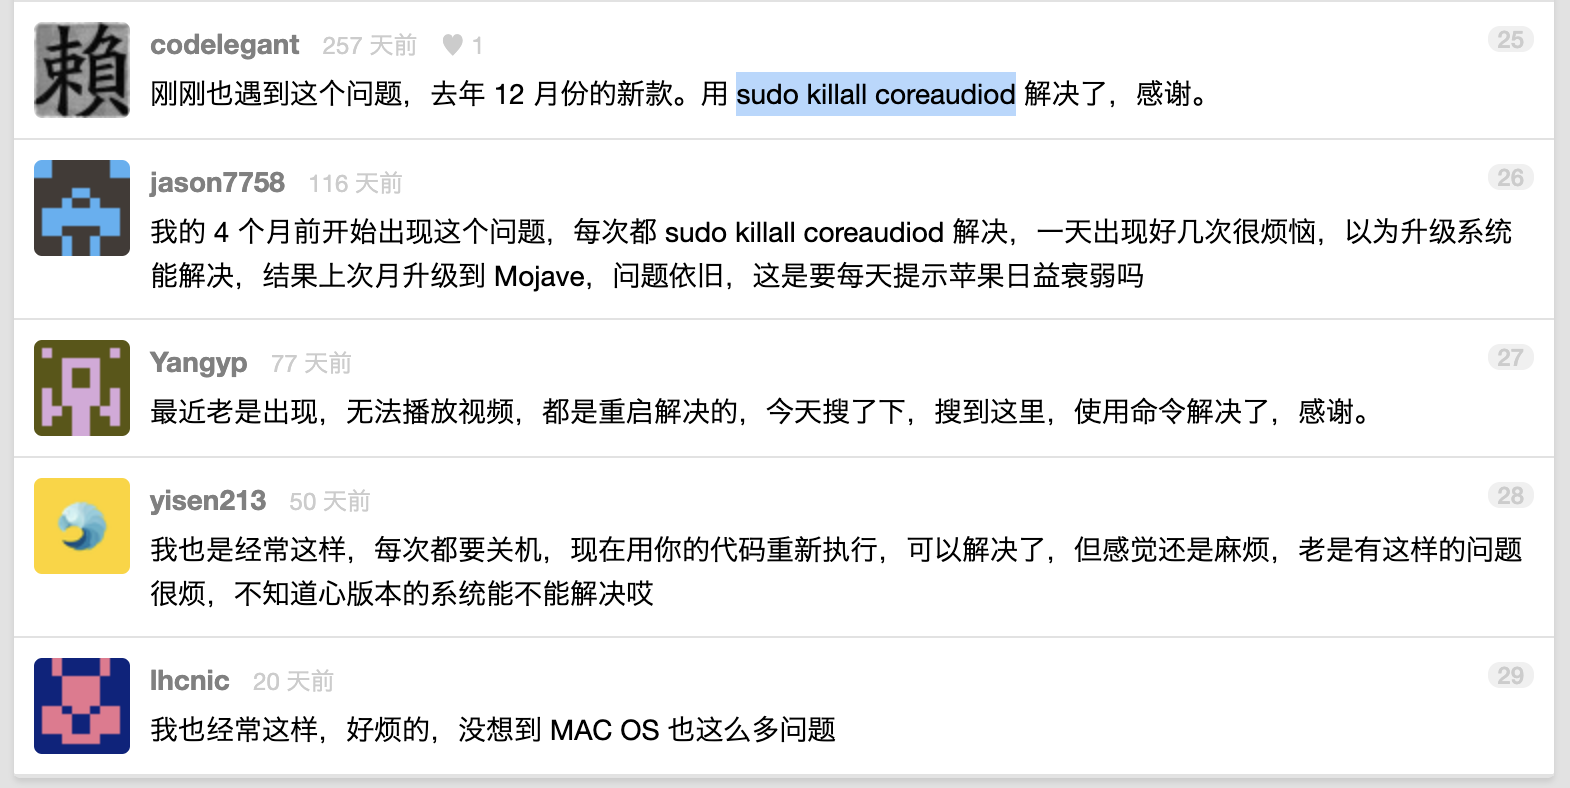 賴
codelegant 257 天前 ♥ 1 25
刚刚也遇到这个问题，去年 12 月份的新款。用 sudo killall coreaudiod 解决了，感谢。
jason7758 116 天前 26
我的 4 个月前开始出现这个问题，每次都 sudo killall coreaudiod 解决，一天出现好几次很烦恼，以为升级系统
能解决，结果上次月升级到 Mojave，问题依旧，这是要每天提示苹果日益衰弱吗
Yangyp 77 天前 27
最近老是出现，无法播放视频，都是重启解决的，今天搜了下，搜到这里，使用命令解决了，感谢。
yisen213 50 天前 28
我也是经常这样，每次都要关机，现在用你的代码重新执行，可以解决了，但感觉还是麻烦，老是有这样的问题
很烦，不知道心版本的系统能不能解决哎
lhcnic 20 天前 29
我也经常这样，好烦的，没想到 MAC OS 也这么多问题